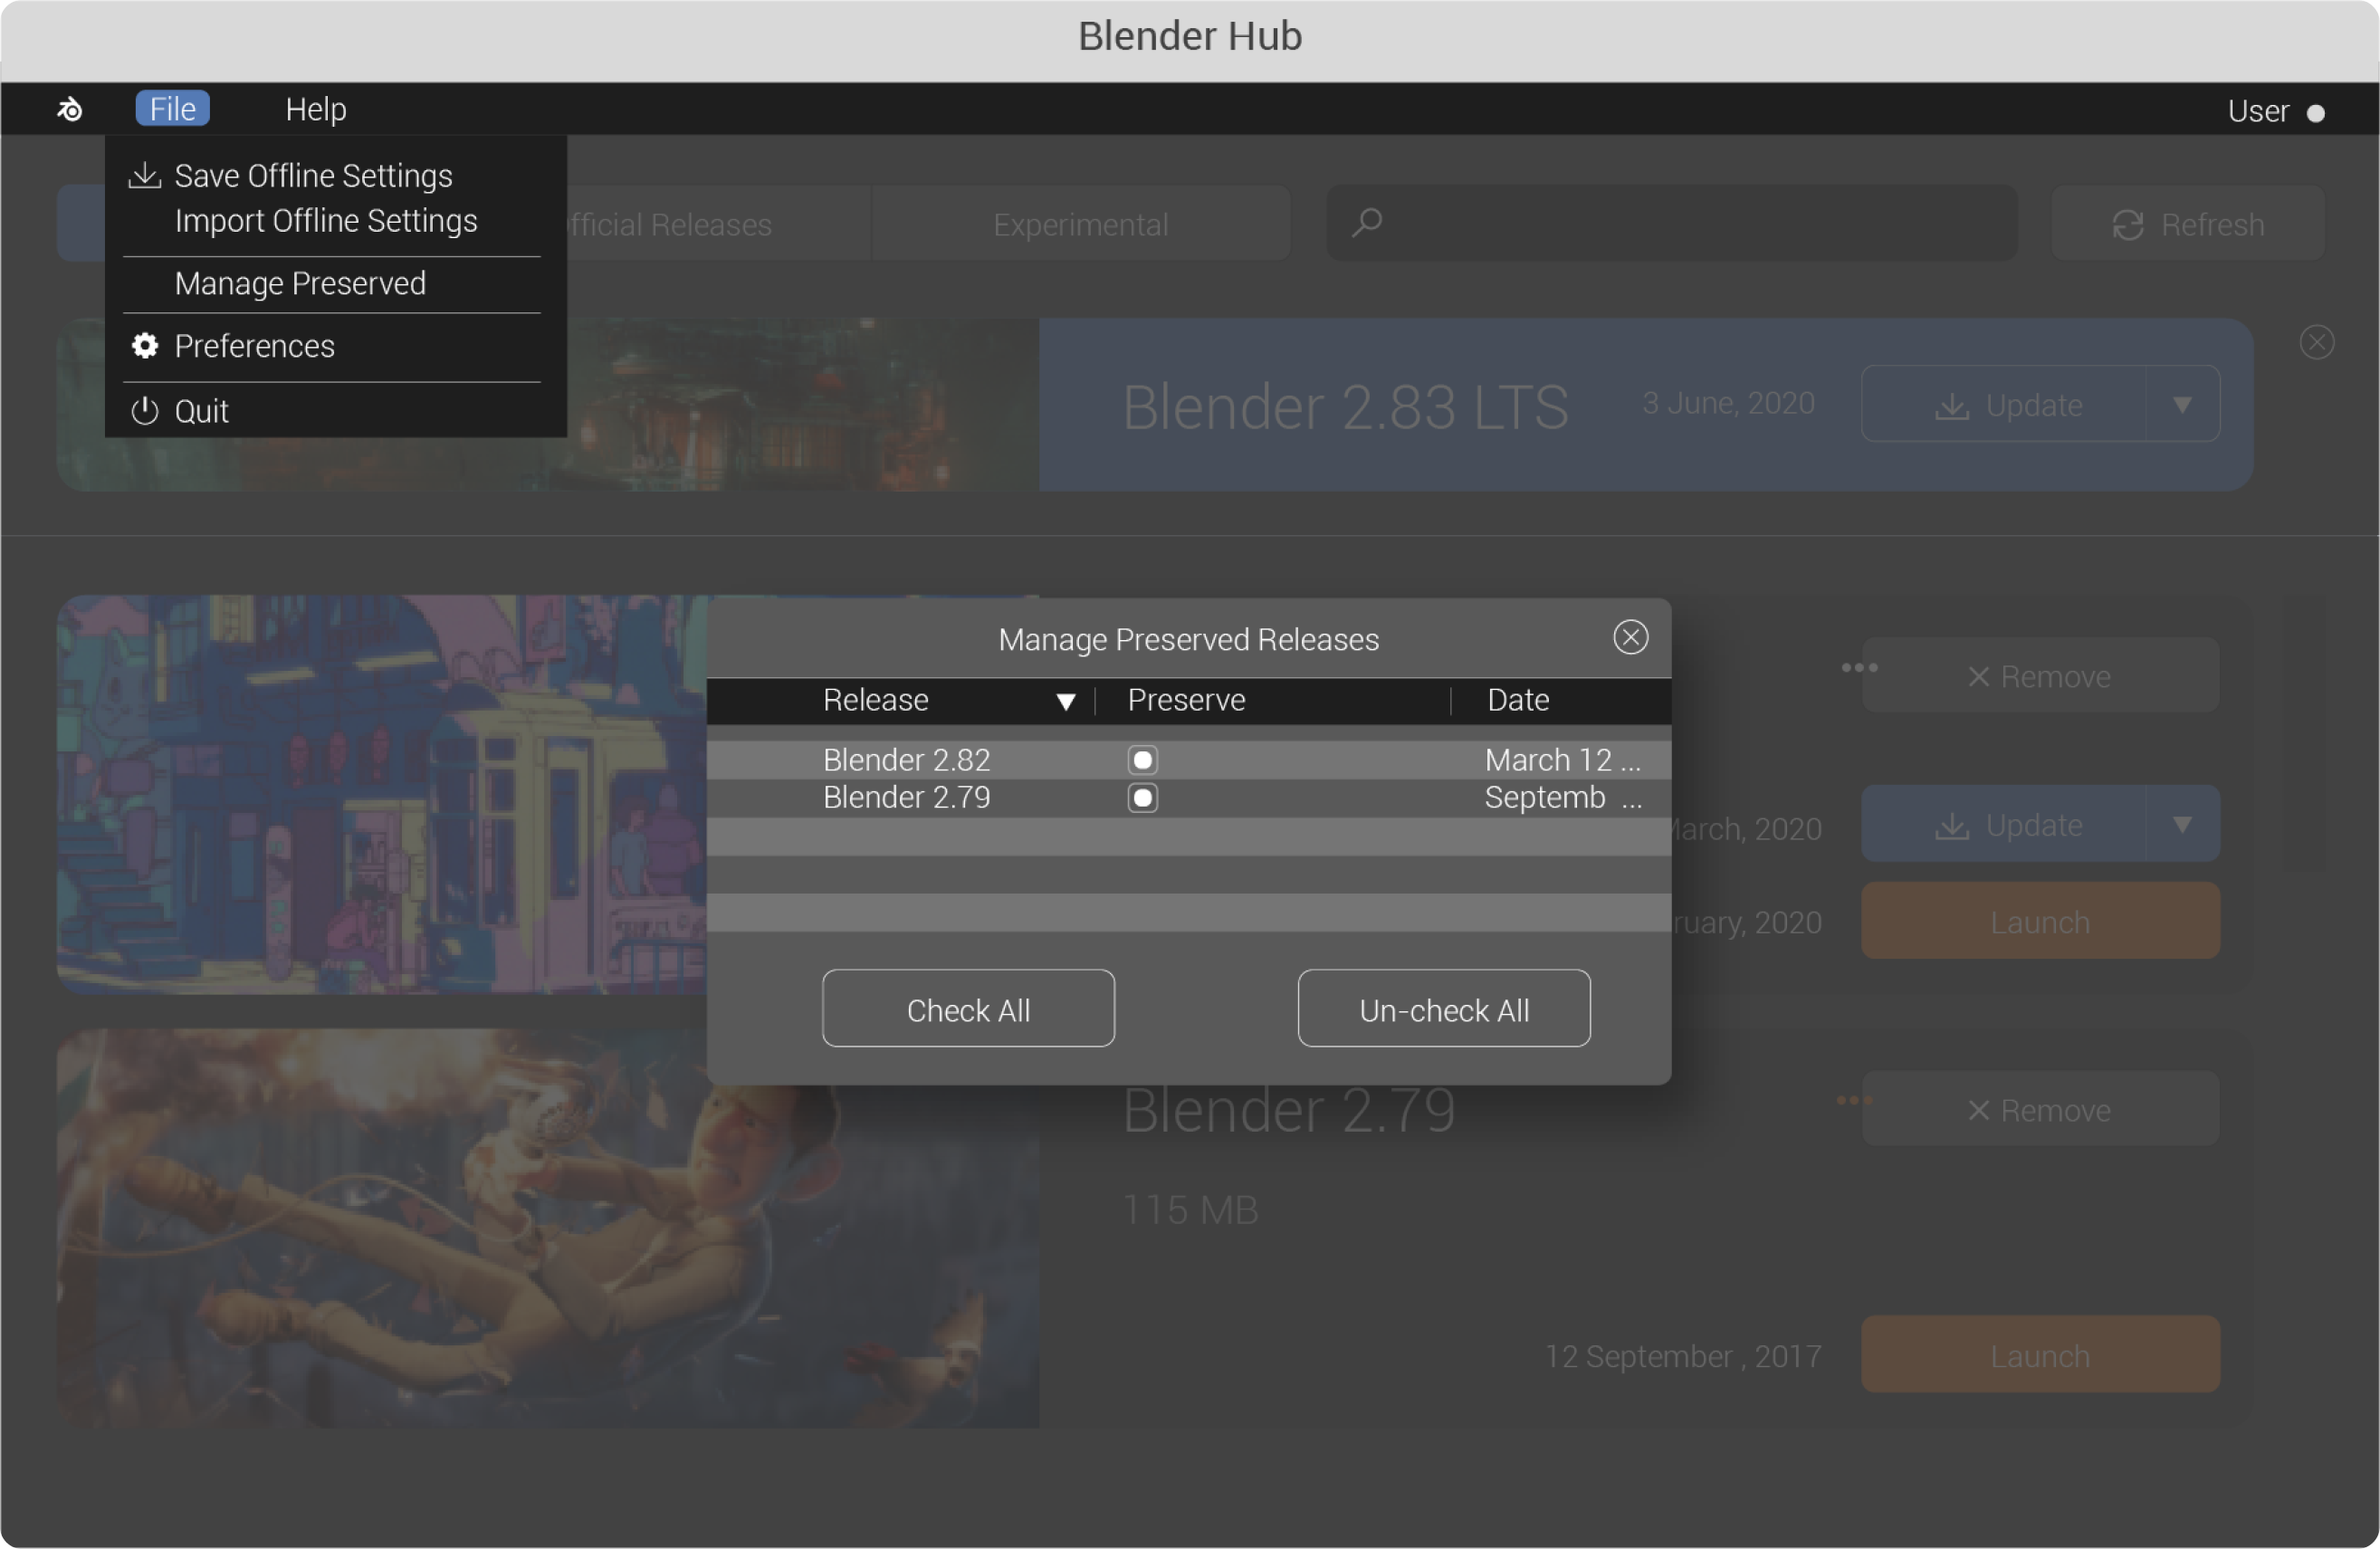 Blender Hub
File Help User
Save Offline Settings
Import Offline Settings
Manage Preserved
Preferences
Quit
Releases
Experimental
Refresh
Blender 2.83 LTS
3 June, 2020
Update
Manage Preserved Releases
Release Preserve Date
Blender 2.82 March 12 ...
Blender 2.79 Septemb ...
Check All Un-check All
Remove
2020
Update
2020
Launch
Blender 2.79
Remove
115 MB
12 September , 2017
Launch